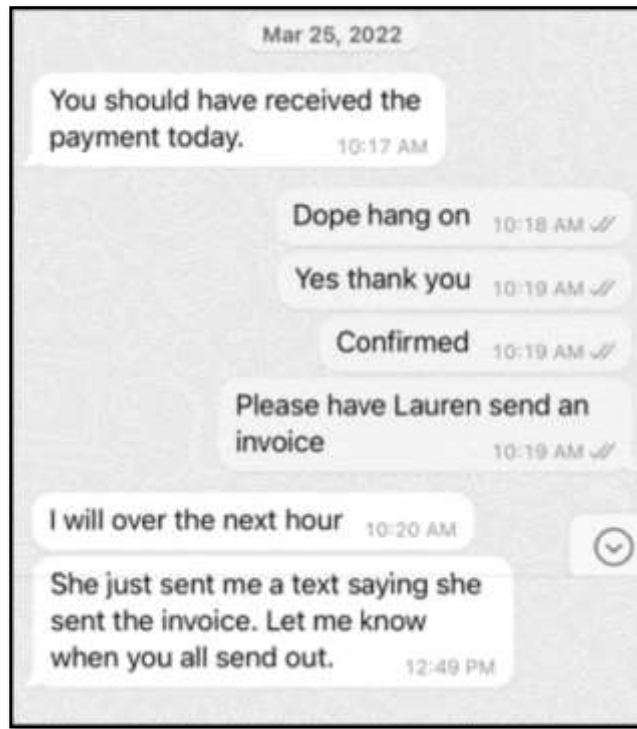 Mar 25, 2022
You should have received the
payment today. 10:17 AM
Dope hang on 10:18 AM
Yes thank you 10:19 AM
Confirmed 10:19 AM
Please have Lauren send an
invoice 10:19 AM
I will over the next hour 10:20 AM
She just sent me a text saying she
sent the invoice. Let me know
when you all send out. 12:49 PM